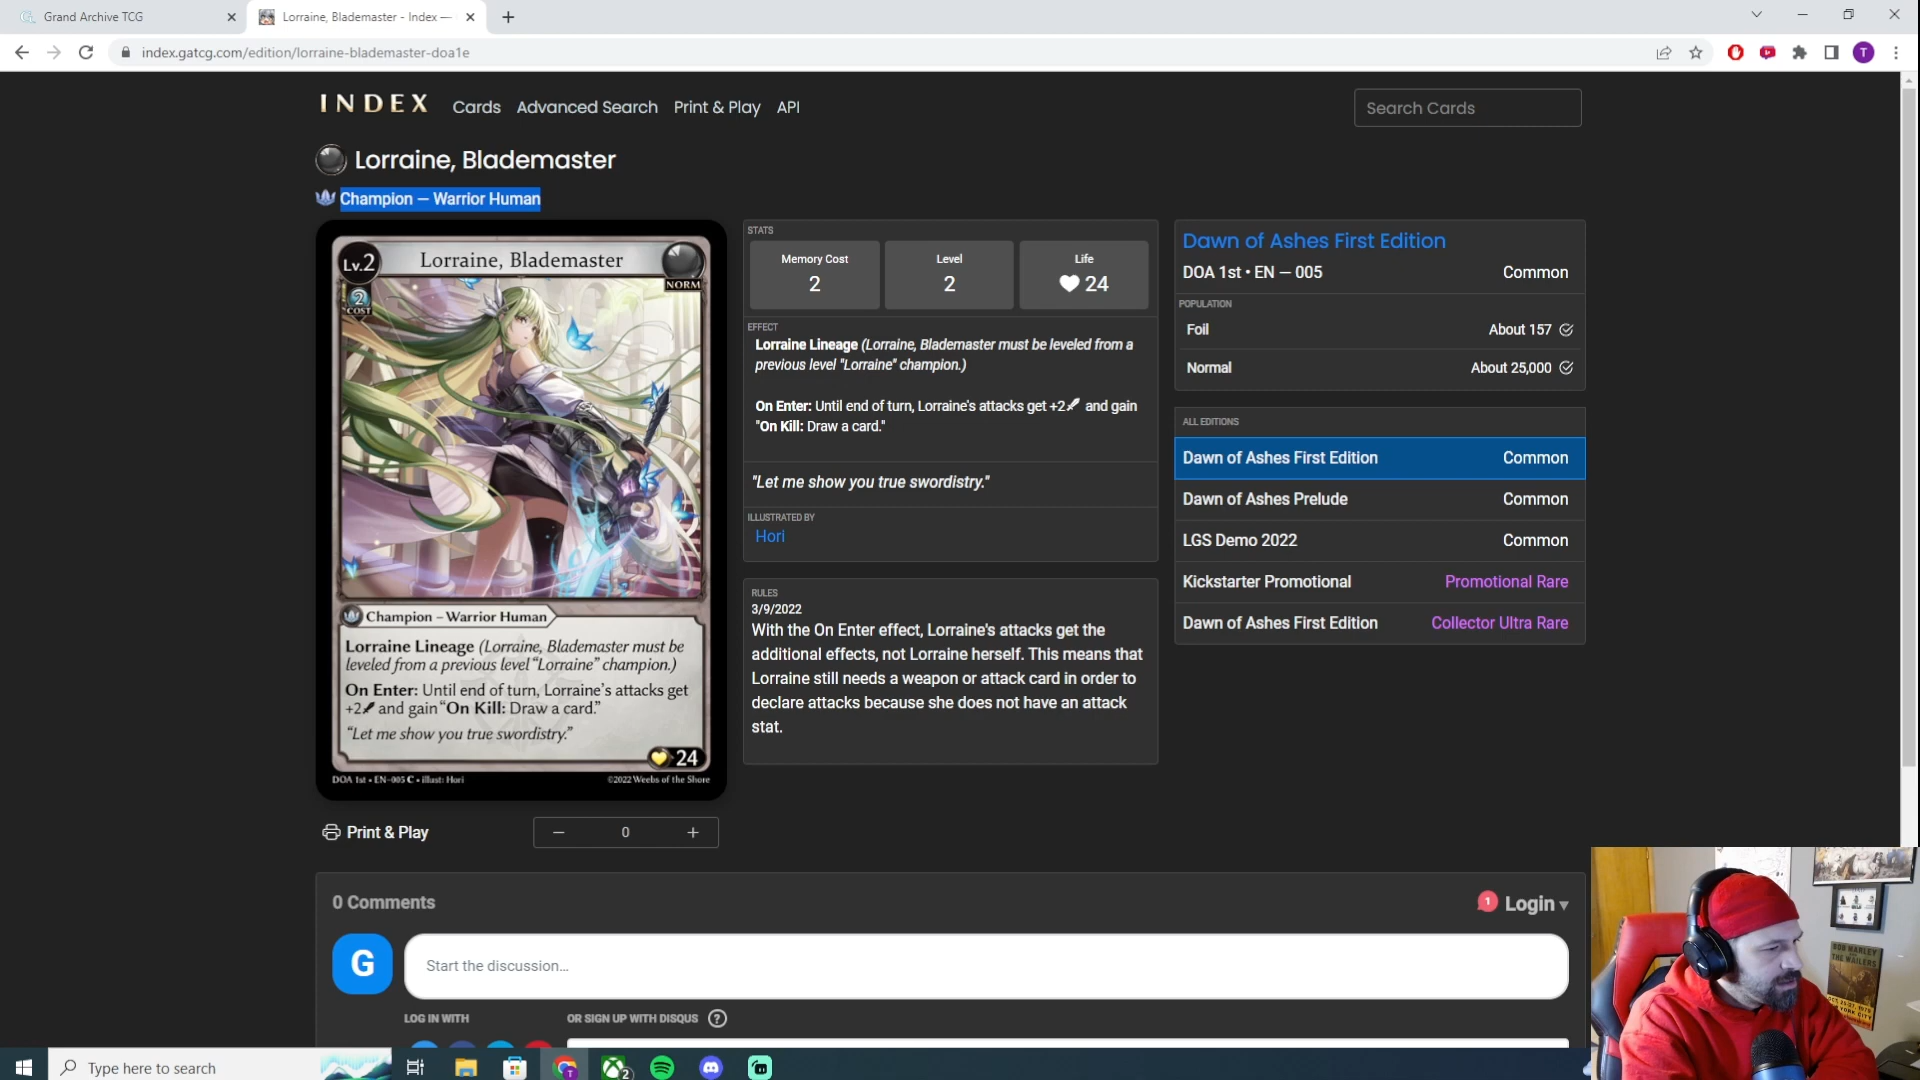 Grand Archive TCG
Lorraine, Blademaster - Index —
index.gatcg.com/edition/lorraine-blademaster-doa1e
T
INDEX Cards Advanced Search Print & Play API
Search Cards
Lorraine, Blademaster
Champion — Warrior Human
Lv.2 Lorraine, Blademaster
NORM
2
COST
Champion – Warrior Human
Lorraine Lineage (Lorraine, Blademaster must be
leveled from a previous level "Lorraine" champion.)
On Enter: Until end of turn, Lorraine's attacks get
+2 and gain "On Kill: Draw a card."
"Let me show you true swordistry."
24
DOA 1st • EN-005 C • illust: Hori ©2022 Weebs of the Shore
Print & Play
− 0 +
STATS
Memory Cost Level Life
2 2 24
EFFECT
Lorraine Lineage (Lorraine, Blademaster must be leveled from a
previous level "Lorraine" champion.)
On Enter: Until end of turn, Lorraine's attacks get +2 and gain
"On Kill: Draw a card."
"Let me show you true swordistry."
ILLUSTRATED BY
Hori
RULES
3/9/2022
With the On Enter effect, Lorraine's attacks get the
additional effects, not Lorraine herself. This means that
Lorraine still needs a weapon or attack card in order to
declare attacks because she does not have an attack
stat.
Dawn of Ashes First Edition
DOA 1st • EN — 005 Common
POPULATION
Foil About 157
Normal About 25,000
ALL EDITIONS
Dawn of Ashes First Edition Common
Dawn of Ashes Prelude Common
LGS Demo 2022 Common
Kickstarter Promotional Promotional Rare
Dawn of Ashes First Edition Collector Ultra Rare
0 Comments
1 Login
G
Start the discussion...
LOG IN WITH
OR SIGN UP WITH DISQUS ?
BOB MARLEY
THE WAILERS
Type here to search
2